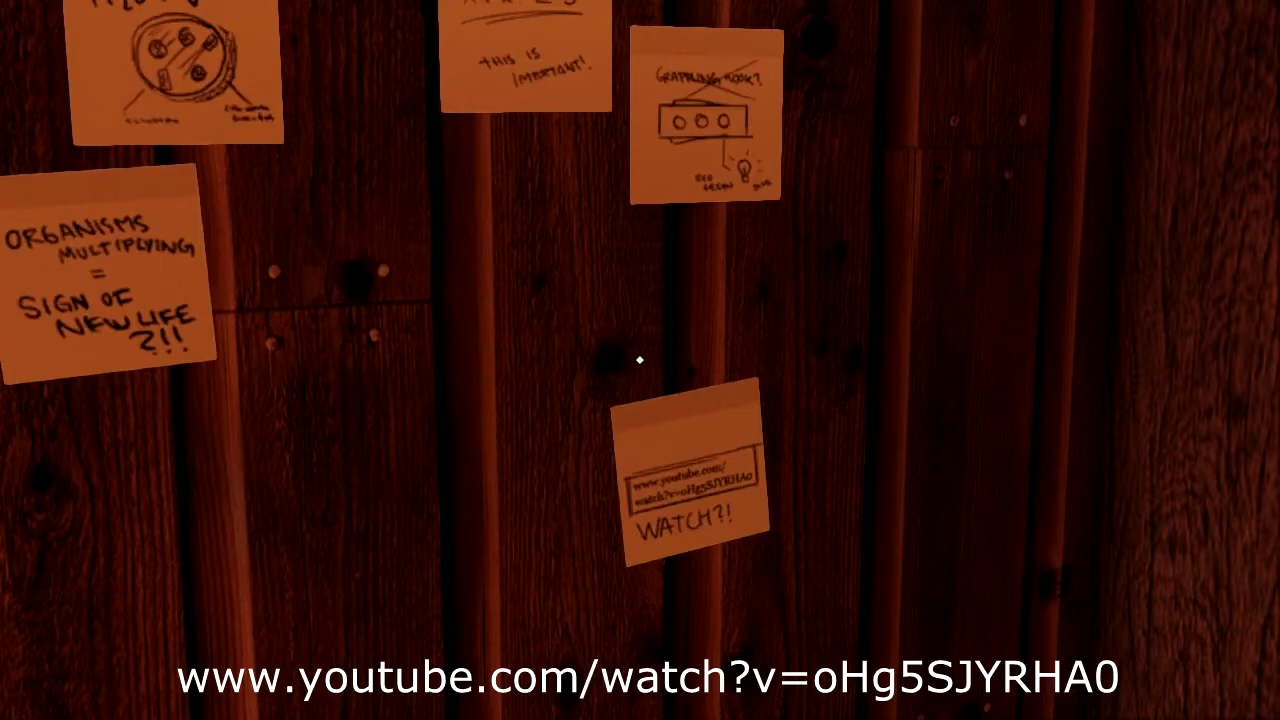 THIS IS
IMPORTANT!
GRAPPLING HOOK?
ORGANISMS
MULTIPLYING
=
SIGN OF
NEW LIFE
?!!
www.youtube.com/
watch?v=oHg5SJYRHA0
WATCH?!
www.youtube.com/watch?v=oHg5SJYRHA0